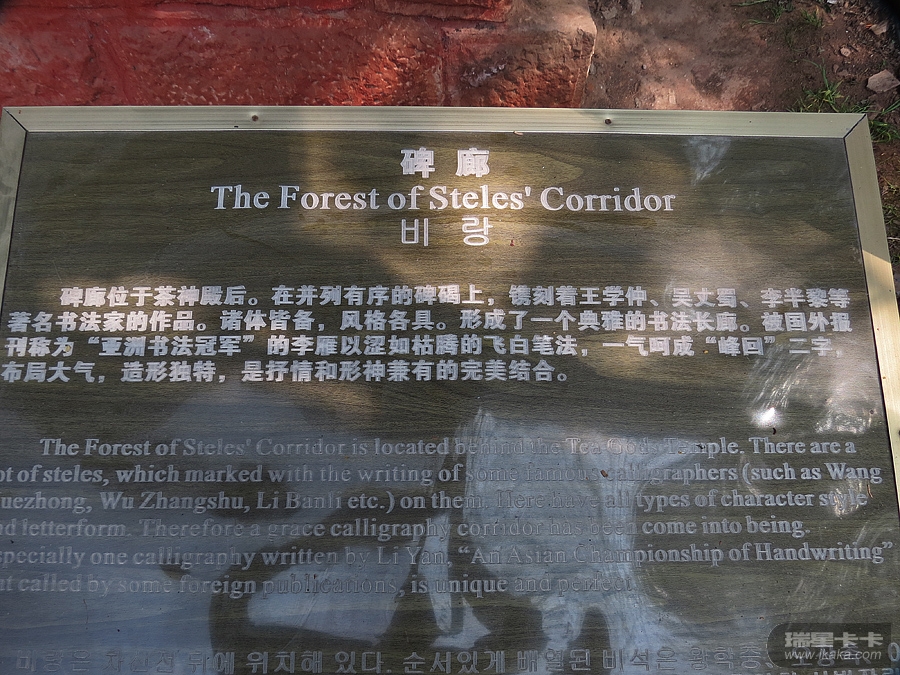 碑廊
The Forest of Steles' Corridor
비랑
碑廊位于茶神殿后。在并列有序的碑碣上，镌刻着王学仲、吴丈蜀、李半黎等
著名书法家的作品。诸体皆备，风格各具。形成了一个典雅的书法长廊。被国外报
刊称为“亚洲书法冠军”的李雁以涩如枯腾的飞白笔法，一气呵成“峰回”二字，
布局大气，造形独特，是抒情和形神兼有的完美结合。
The Forest of Steles' Corridor is located behind the Tea Gods Temple. There are a
ot of steles, which marked with the writing of some famous calligraphers (such as Wang
uezhong, Wu Zhangshu, Li Banli etc.) on them. Here have all types of character style
nd letterform. Therefore a grace calligraphy corridor has been come into being.
specially one calligraphy written by Li Yan, “An Asian Championship of Handwriting”
at called by some foreign publications, is unique and perfect.
뒤에 위치해 있다. 순서있게 배열된 비석은
瑞星卡卡
www.ikaka.com